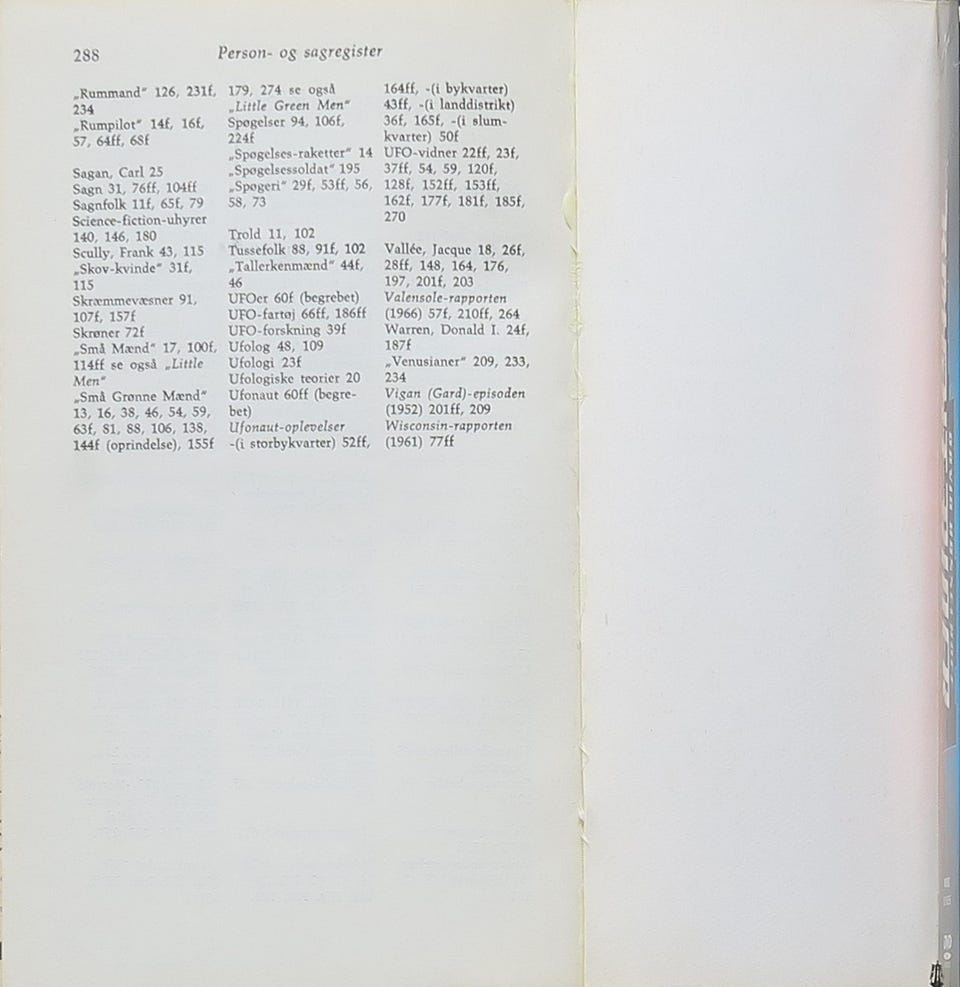 288
Person- og sagregister
„Rummand“ 126, 231f,
234
„Rumpilot“ 14f, 16f,
57, 64ff, 68f
Sagan, Carl 25
Sagn 31, 76ff, 104ff
Sagnfolk 11f, 65f, 79
Science-fiction-uhyrer
140, 146, 180
Scully, Frank 43, 115
„Skov-kvinde“ 31f,
115
Skræmmevæsner 91,
107f, 157f
Skrøner 72f
„Små Mænd“ 17, 100f,
114ff se også „Little
Men“
„Små Grønne Mænd“
13, 16, 38, 46, 54, 59,
63f, 81, 88, 106, 138,
144f (oprindelse), 155f
179, 274 se også
„Little Green Men“
Spøgelser 94, 106f,
224f
„Spøgelses-raketter“ 14
„Spøgelsessoldat“ 195
„Spøgeri“ 29f, 53ff, 56,
58, 73
Trold 11, 102
Tussefolk 88, 91f, 102
„Tallerkenmænd“ 44f,
46
UFOer 60f (begrebet)
UFO-fartøj 66ff, 186ff
UFO-forskning 39f
Ufolog 48, 109
Ufologi 23f
Ufologiske teorier 20
Ufonaut 60ff (begre-
bet)
Ufonaut-oplevelser
-(i storbykvarter) 52ff,
164ff, -(i bykvarter)
43ff, -(i landdistrikt)
36f, 165f, -(i slum-
kvarter) 50f
UFO-vidner 22ff, 23f,
37ff, 54, 59, 120f,
128f, 152ff, 153ff,
162f, 177f, 181f, 185f,
270
Vallée, Jacque 18, 26f,
28ff, 148, 164, 176,
197, 201f, 203
Valensole-rapporten
(1966) 57f, 210ff, 264
Warren, Donald I. 24f,
187f
„Venusianer“ 209, 233,
234
Vigan (Gard)-episoden
(1952) 201ff, 209
Wisconsin-rapporten
(1961) 77ff